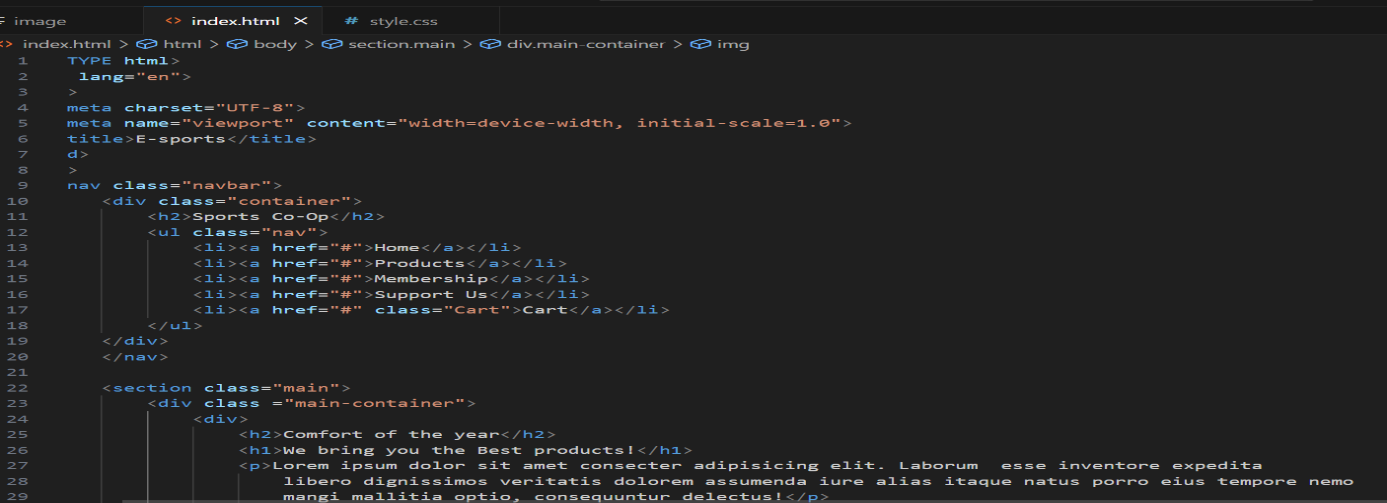 image index.html × # style.css
index.html > html > body > section.main > div.main-container > img
1 TYPE html>
2 lang="en">
3 >
4 meta charset="UTF-8">
5 meta name="viewport" content="width=device-width, initial-scale=1.0">
6 title>E-sports</title>
7 d>
8 >
9 nav class="navbar">
10 <div class="container">
11 <h2>Sports Co-Op</h2>
12 <ul class="nav">
13 <li><a href="#">Home</a></li>
14 <li><a href="#">Products</a></li>
15 <li><a href="#">Membership</a></li>
16 <li><a href="#">Support Us</a></li>
17 <li><a href="#" class="Cart">Cart</a></li>
18 </ul>
19 </div>
20 </nav>
21
22 <section class="main">
23 <div class ="main-container">
24 <div>
25 <h2>Comfort of the year</h2>
26 <h1>We bring you the Best products!</h1>
27 <p>Lorem ipsum dolor sit amet consecter adipisicing elit. Laborum  esse inventore expedita
28 libero dignissimos veritatis dolorem assumenda iure alias itaque natus porro eius tempore nemo
29 mangi mallitia optio, consequuntur delectus!</p>